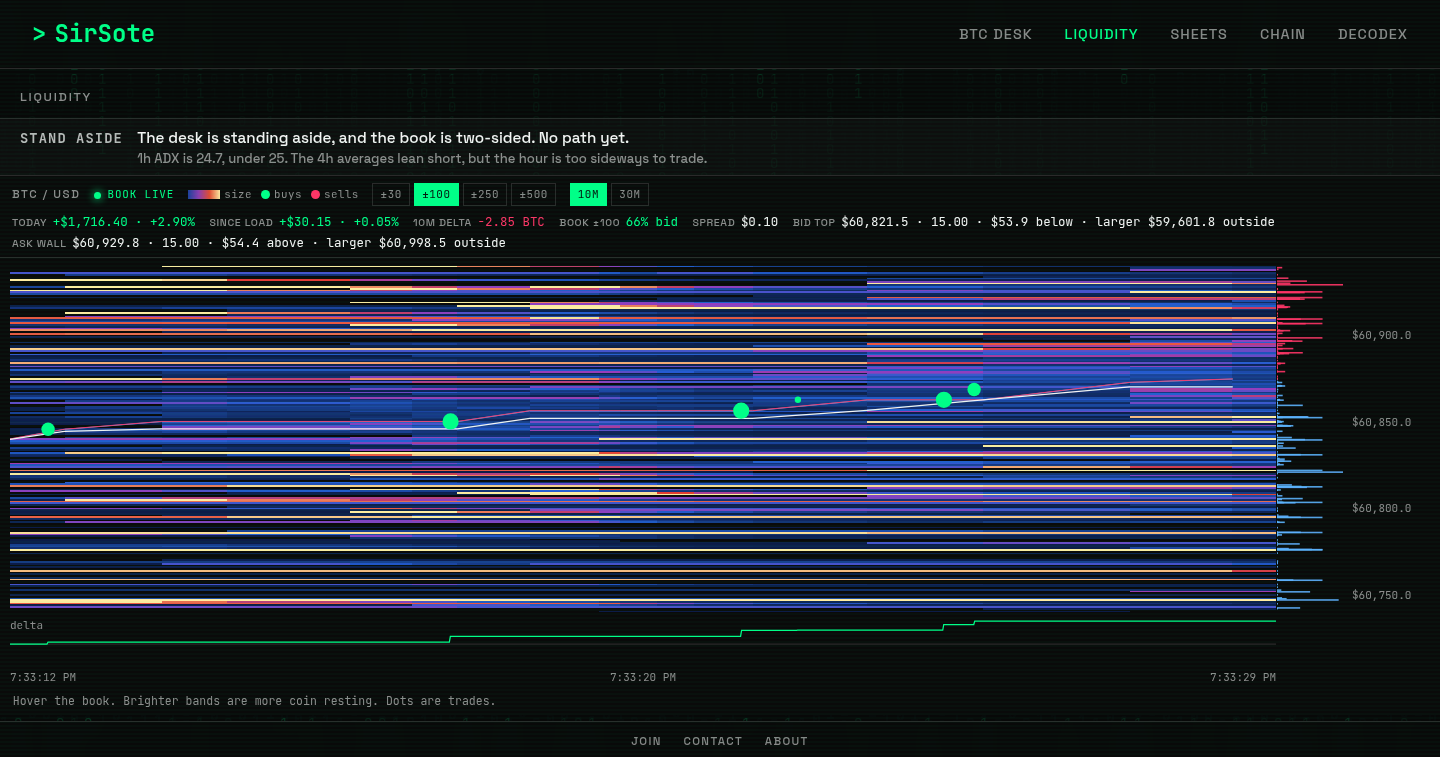 > SirSote
BTC DESK LIQUIDITY SHEETS CHAIN DECODEX
LIQUIDITY
STAND ASIDE The desk is standing aside, and the book is two-sided. No path yet.
1h ADX is 24.7, under 25. The 4h averages lean short, but the hour is too sideways to trade.
BTC / USD BOOK LIVE size buys sells ±30 ±100 ±250 ±500 10M 30M
TODAY +$1,716.40 · +2.90% SINCE LOAD +$30.15 · +0.05% 10M DELTA -2.85 BTC BOOK ±100 66% bid SPREAD $0.10 BID TOP $60,821.5 · 15.00 · $53.9 below · larger $59,601.8 outside
ASK WALL $60,929.8 · 15.00 · $54.4 above · larger $60,998.5 outside
$60,900.0
$60,850.0
$60,800.0
$60,750.0
delta
7:33:12 PM 7:33:20 PM 7:33:29 PM
Hover the book. Brighter bands are more coin resting. Dots are trades.
JOIN CONTACT ABOUT